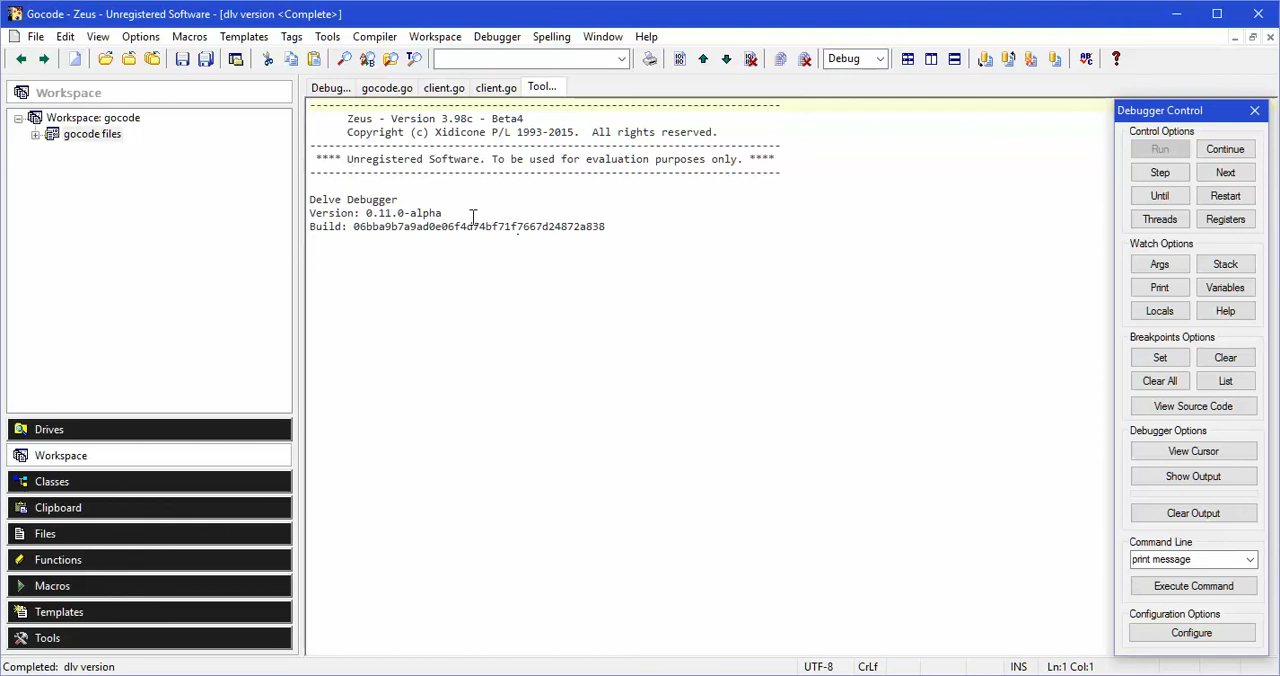 Gocode - Zeus - Unregistered Software - [dlv version <Complete>]
File Edit View Options Macros Templates Tags Tools Compiler Workspace Debugger Spelling Window Help
Debug
Workspace
Workspace: gocode
gocode files
Drives
Workspace
Classes
Clipboard
Files
Functions
Macros
Templates
Tools
Debug... gocode.go client.go client.go Tool...
--------------------------------------------------------------------------
Zeus - Version 3.98c - Beta4
Copyright (c) Xidicone P/L 1993-2015. All rights reserved.
--------------------------------------------------------------------------
**** Unregistered Software. To be used for evaluation purposes only. ****
--------------------------------------------------------------------------
Delve Debugger
Version: 0.11.0-alpha
Build: 06bba9b7a9ad0e06f4d74bf71f7667d24872a838
Debugger Control
Control Options
Run Continue
Step Next
Until Restart
Threads Registers
Watch Options
Args Stack
Print Variables
Locals Help
Breakpoints Options
Set Clear
Clear All List
View Source Code
Debugger Options
View Cursor
Show Output
Clear Output
Command Line
print message
Execute Command
Configuration Options
Configure
Completed: dlv version
UTF-8 CrLf INS Ln:1 Col:1